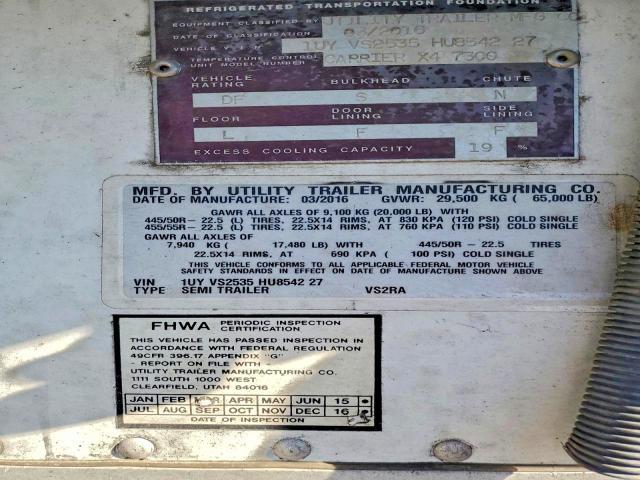 REFRIGERATED TRANSPORTATION FOUNDATION
EQUIPMENT CLASSIFIED BY UTILITY TRAILER MFG CO
DATE OF CLASSIFICATION 03/2016
VEHICLE V I N 1UY VS2535 HU8542 27
TEMPERATURE CONTROL
UNIT MODEL NUMBER CARRIER X4 7300
VEHICLE RATING BULKHEAD CHUTE
DF S N
FLOOR DOOR LINING SIDE LINING
L F F
EXCESS COOLING CAPACITY 19 %
MFD. BY UTILITY TRAILER MANUFACTURING CO.
DATE OF MANUFACTURE: 03/2016 GVWR: 29,500 KG ( 65,000 LB)
GAWR ALL AXLES OF 9,100 KG (20,000 LB) WITH
445/50R- 22.5 (L) TIRES, 22.5X14 RIMS, AT 830 KPA (120 PSI) COLD SINGLE
455/55R- 22.5 (L) TIRES, 22.5X14 RIMS, AT 760 KPA (110 PSI) COLD SINGLE
GAWR ALL AXLES OF
7,940 KG ( 17,480 LB) WITH 445/50R - 22.5 TIRES
22.5X14 RIMS, AT 690 KPA ( 100 PSI) COLD SINGLE
THIS VEHICLE CONFORMS TO ALL APPLICABLE FEDERAL MOTOR VEHICLE
SAFETY STANDARDS IN EFFECT ON DATE OF MANUFACTURE SHOWN ABOVE
VIN 1UY VS2535 HU8542 27
TYPE SEMI TRAILER VS2RA
FHWA PERIODIC INSPECTION CERTIFICATION
THIS VEHICLE HAS PASSED INSPECTION IN
ACCORDANCE WITH FEDERAL REGULATION
49CFR 396.17 APPENDIX "G"
- REPORT ON FILE WITH -
UTILITY TRAILER MANUFACTURING CO.
1111 SOUTH 1000 WEST
CLEARFIELD, UTAH 84016
JAN FEB MAR APR MAY JUN 15
JUL AUG SEP OCT NOV DEC 16
DATE OF INSPECTION